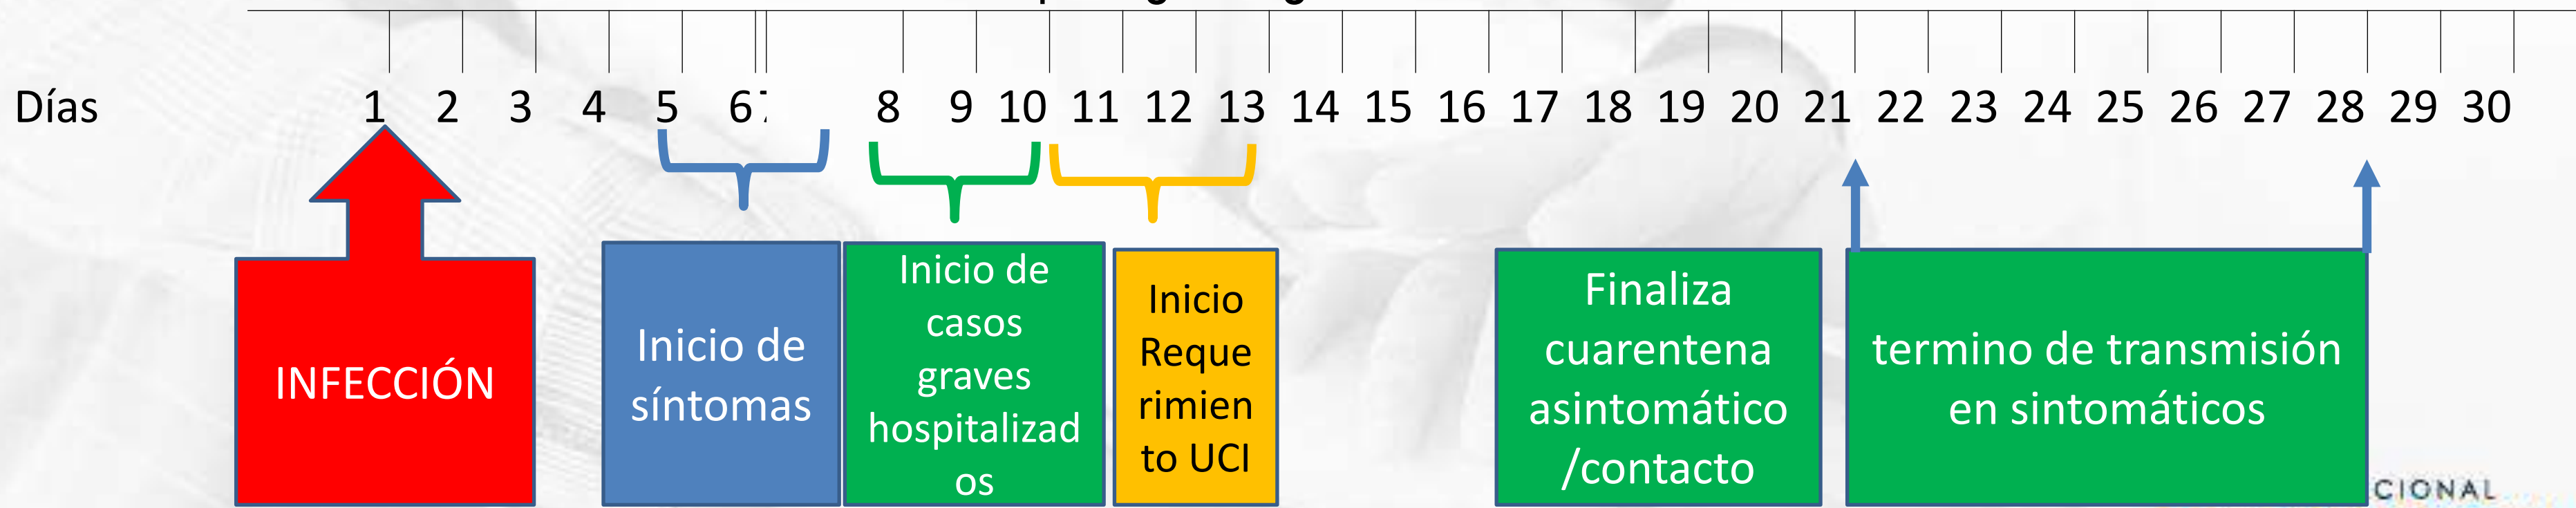 Días 1 2 3 4 5 6 8 9 10 11 12 13 14 15 16 17 18 19 20 21 22 23 24 25 26 27 28 29 30
INFECCIÓN
Inicio de
síntomas
Inicio de
casos
graves
hospitalizad
os
Inicio
Reque
rimien
to UCI
Finaliza
cuarentena
asintomático
/contacto
termino de transmisión
en sintomáticos
CIONAL